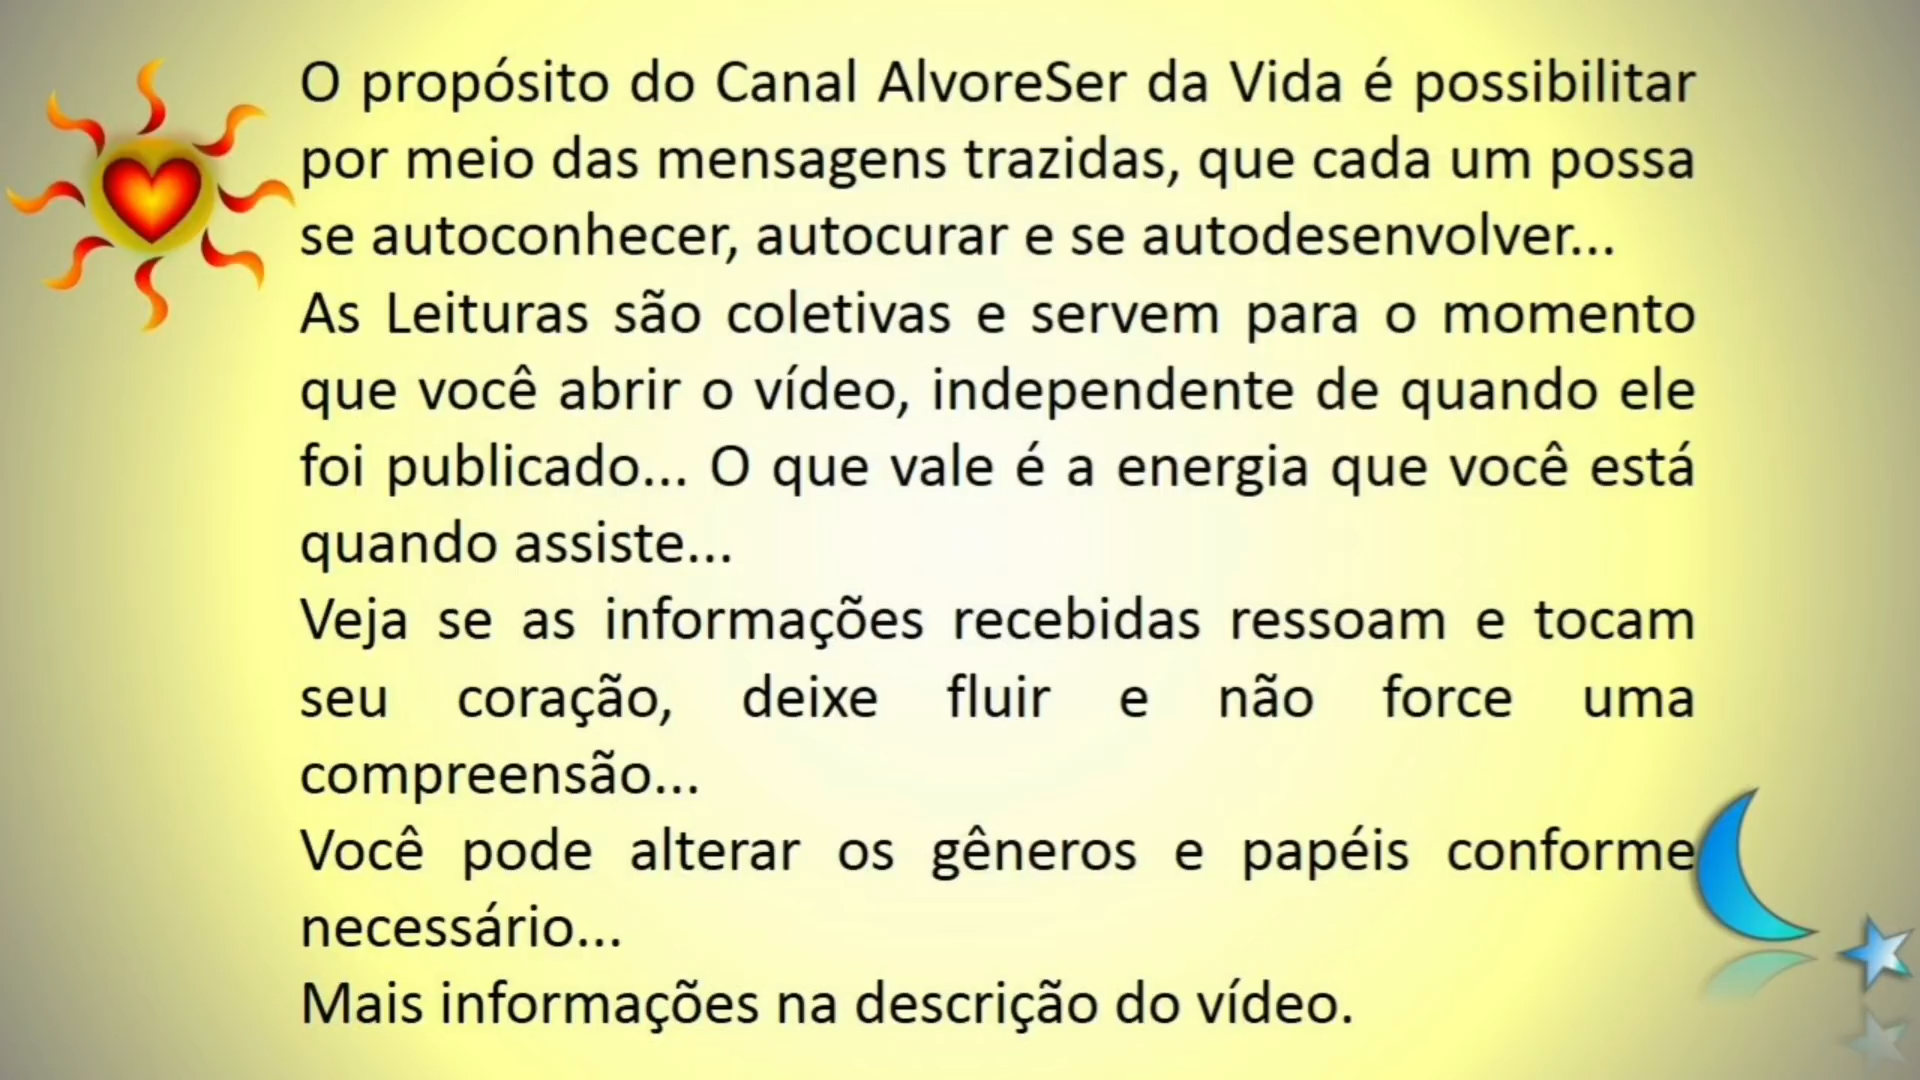 O propósito do Canal AlvoreSer da Vida é possibilitar
por meio das mensagens trazidas, que cada um possa
se autoconhecer, autocurar e se autodesenvolver...
As Leituras são coletivas e servem para o momento
que você abrir o vídeo, independente de quando ele
foi publicado... O que vale é a energia que você está
quando assiste...
Veja se as informações recebidas ressoam e tocam
seu coração, deixe fluir e não force uma
compreensão...
Você pode alterar os gêneros e papéis conforme
necessário...
Mais informações na descrição do vídeo.